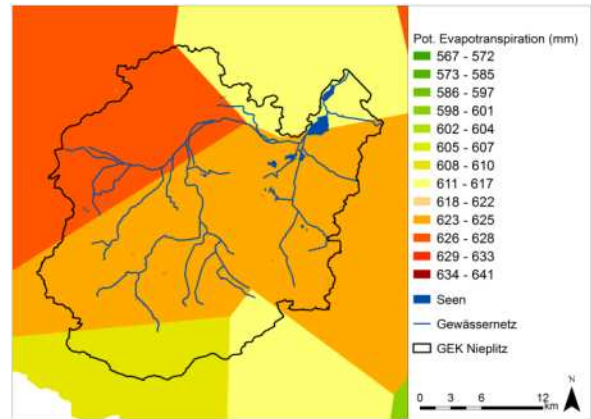 Pot. Evapotranspiration (mm)
567 - 572
573 - 585
586 - 597
598 - 601
602 - 604
605 - 607
608 - 610
611 - 617
618 - 622
623 - 625
626 - 628
629 - 633
634 - 641
Seen
Gewässernetz
GEK Nieplitz
N
0 3 6 12
km